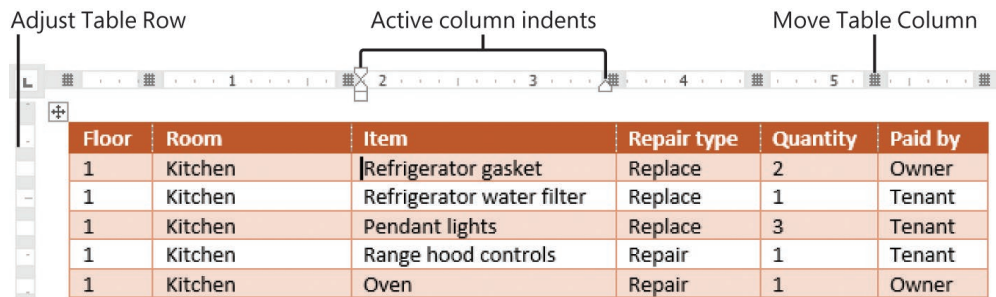 Adjust Table Row Active column indents Move Table Column
1 2 3 4 5
Floor Room Item Repair type Quantity Paid by
1 Kitchen Refrigerator gasket Replace 2 Owner
1 Kitchen Refrigerator water filter Replace 1 Tenant
1 Kitchen Pendant lights Replace 3 Tenant
1 Kitchen Range hood controls Repair 1 Tenant
1 Kitchen Oven Repair 1 Owner